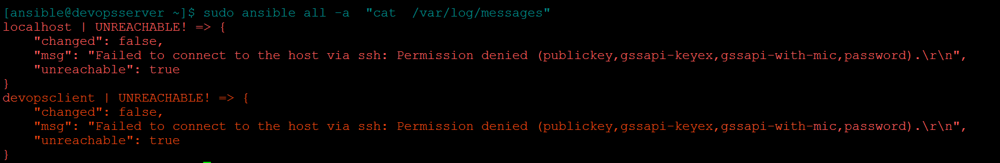 [ansible@devopsserver ~]$ sudo ansible all -a  "cat  /var/log/messages"
localhost | UNREACHABLE! => {
    "changed": false,
    "msg": "Failed to connect to the host via ssh: Permission denied (publickey,gssapi-keyex,gssapi-with-mic,password).\r\n",
    "unreachable": true
}
devopsclient | UNREACHABLE! => {
    "changed": false,
    "msg": "Failed to connect to the host via ssh: Permission denied (publickey,gssapi-keyex,gssapi-with-mic,password).\r\n",
    "unreachable": true
}